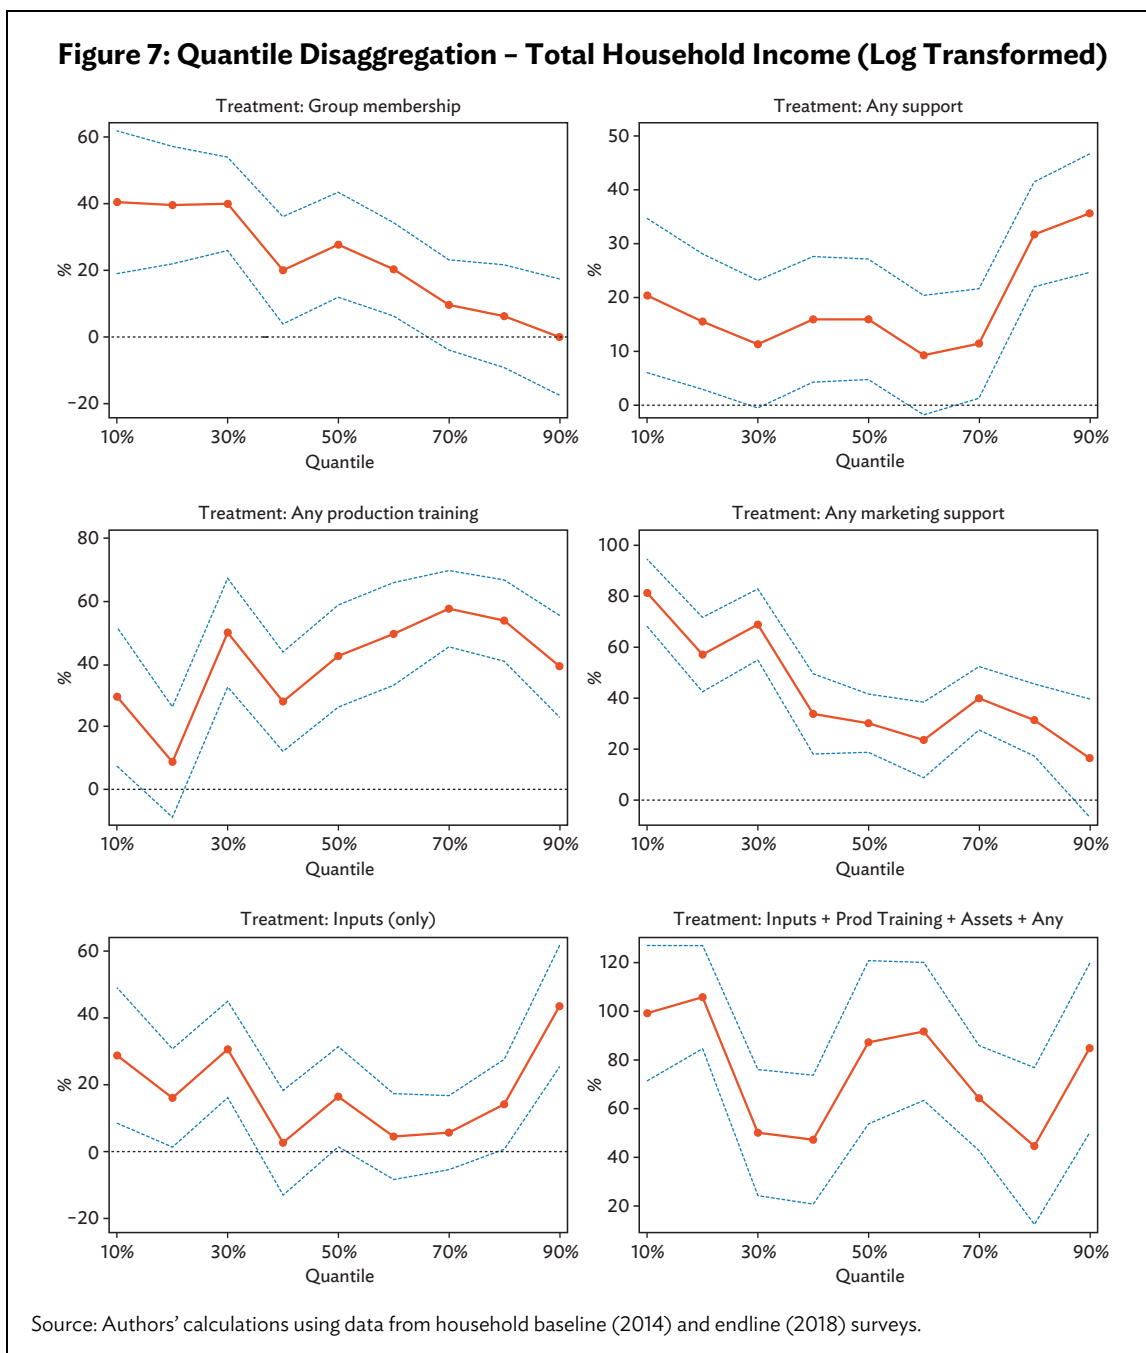 Figure 7: Quantile Disaggregation – Total Household Income (Log Transformed)
Treatment: Group membership
60
40
20
0
−20
%
10% 30% 50% 70% 90%
Quantile
Treatment: Any support
50
40
30
20
10
0
%
10% 30% 50% 70% 90%
Quantile
Treatment: Any production training
80
60
40
20
0
%
10% 30% 50% 70% 90%
Quantile
Treatment: Any marketing support
100
80
60
40
20
0
%
10% 30% 50% 70% 90%
Quantile
Treatment: Inputs (only)
60
40
20
0
−20
%
10% 30% 50% 70% 90%
Quantile
Treatment: Inputs + Prod Training + Assets + Any
120
100
80
60
40
20
%
10% 30% 50% 70% 90%
Quantile
Source: Authors’ calculations using data from household baseline (2014) and endline (2018) surveys.